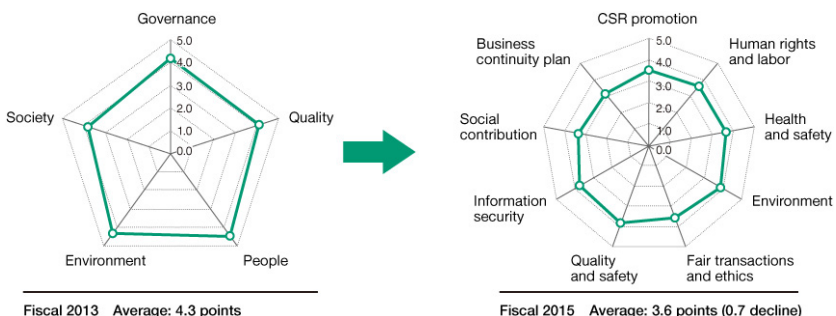 Governance
5.0
4.0
3.0
2.0
1.0
0.0
Society
Quality
Environment
People
Fiscal 2013 Average: 4.3 points
CSR promotion
5.0
4.0
3.0
2.0
1.0
0.0
Business
continuity plan
Human rights
and labor
Social
contribution
Health
and safety
Information
security
Environment
Quality
and safety
Fair transactions
and ethics
Fiscal 2015 Average: 3.6 points (0.7 decline)